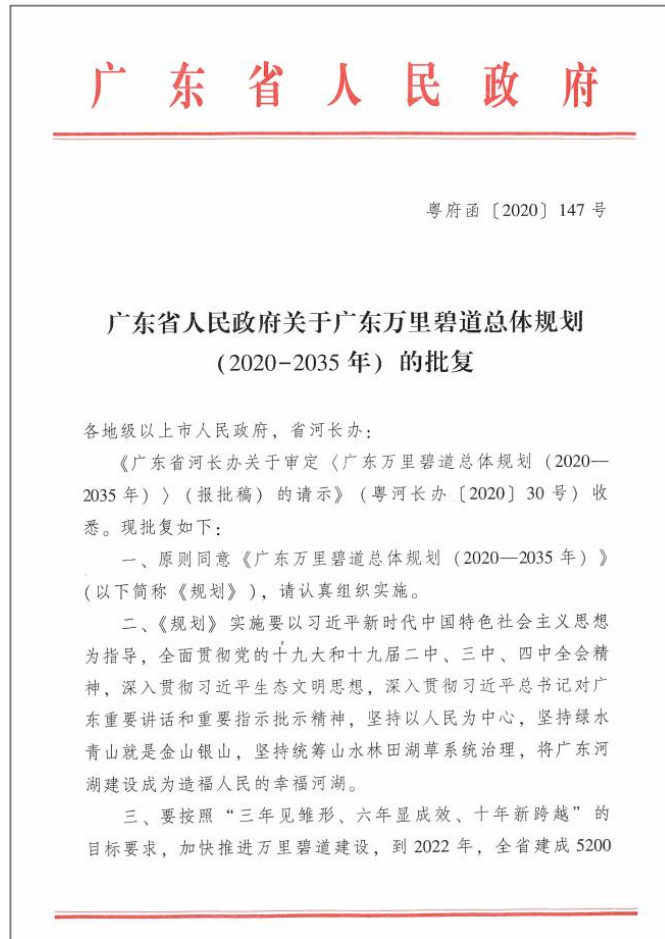 广东省人民政府
粤府函〔2020〕147号
广东省人民政府关于广东万里碧道总体规划
（2020-2035年）的批复
各地级以上市人民政府，省河长办：
《广东省河长办关于审定〈广东万里碧道总体规划（2020—
2035年）〉（报批稿）的请示》（粤河长办〔2020〕30号）收
悉。现批复如下：
一、原则同意《广东万里碧道总体规划（2020—2035年）》
（以下简称《规划》），请认真组织实施。
二、《规划》实施要以习近平新时代中国特色社会主义思想
为指导，全面贯彻党的十九大和十九届二中、三中、四中全会精
神，深入贯彻习近平生态文明思想，深入贯彻习近平总书记对广
东重要讲话和重要指示批示精神，坚持以人民为中心，坚持绿水
青山就是金山银山，坚持统筹山水林田湖草系统治理，将广东河
湖建设成为造福人民的幸福河湖。
三、要按照“三年见雏形、六年显成效、十年新跨越”的
目标要求，加快推进万里碧道建设，到2022年，全省建成5200